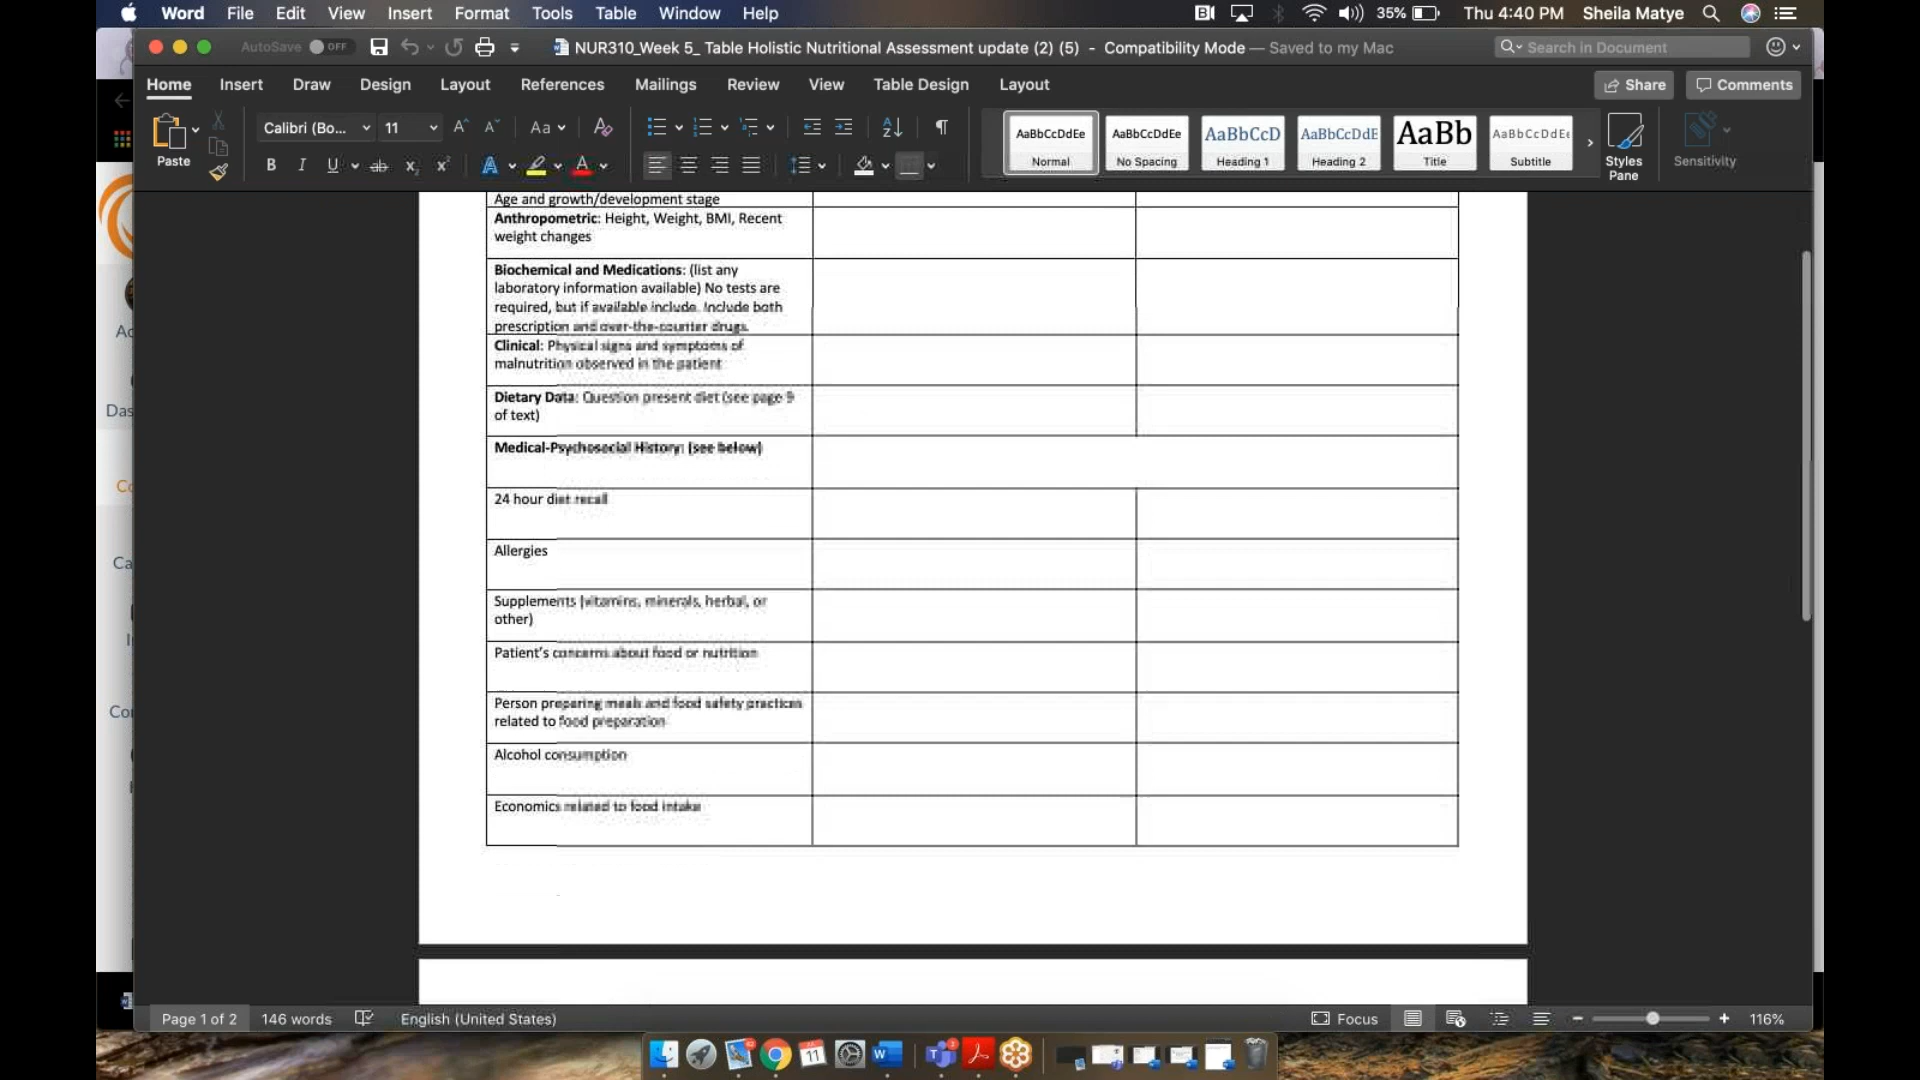 Word File Edit View Insert Format Tools Table Window Help 35% Thu 4:40 PM Sheila Matye
AutoSave OFF NUR310_Week 5_ Table Holistic Nutritional Assessment update (2) (5) - Compatibility Mode — Saved to my Mac Search in Document
Home Insert Draw Design Layout References Mailings Review View Table Design Layout Share Comments
Paste
Calibri (Bo... 11
AaBbCcDdEe AaBbCcDdEe AaBbCcD AaBbCcDdE AaBb AaBbCcDdEe
Normal No Spacing Heading 1 Heading 2 Title Subtitle
Styles
Pane
Sensitivity
Age and growth/development stage
Anthropometric: Height, Weight, BMI, Recent
weight changes
Biochemical and Medications: (list any
laboratory information available) No tests are
required, but if available include. Include both
prescription and over-the-counter drugs.
Clinical: Physical signs and symptoms of
malnutrition observed in the patient
Dietary Data: Question present diet (see page 9
of text)
Medical-Psychosocial History: (see below)
24 hour diet recall
Allergies
Supplements (vitamins, minerals, herbal, or
other)
Patient's concerns about food or nutrition
Person preparing meals and food safety practices
related to food preparation
Alcohol consumption
Economics related to food intake
Ac
Das
Co
Ca
Cor
Page 1 of 2 146 words English (United States) Focus 116%
11